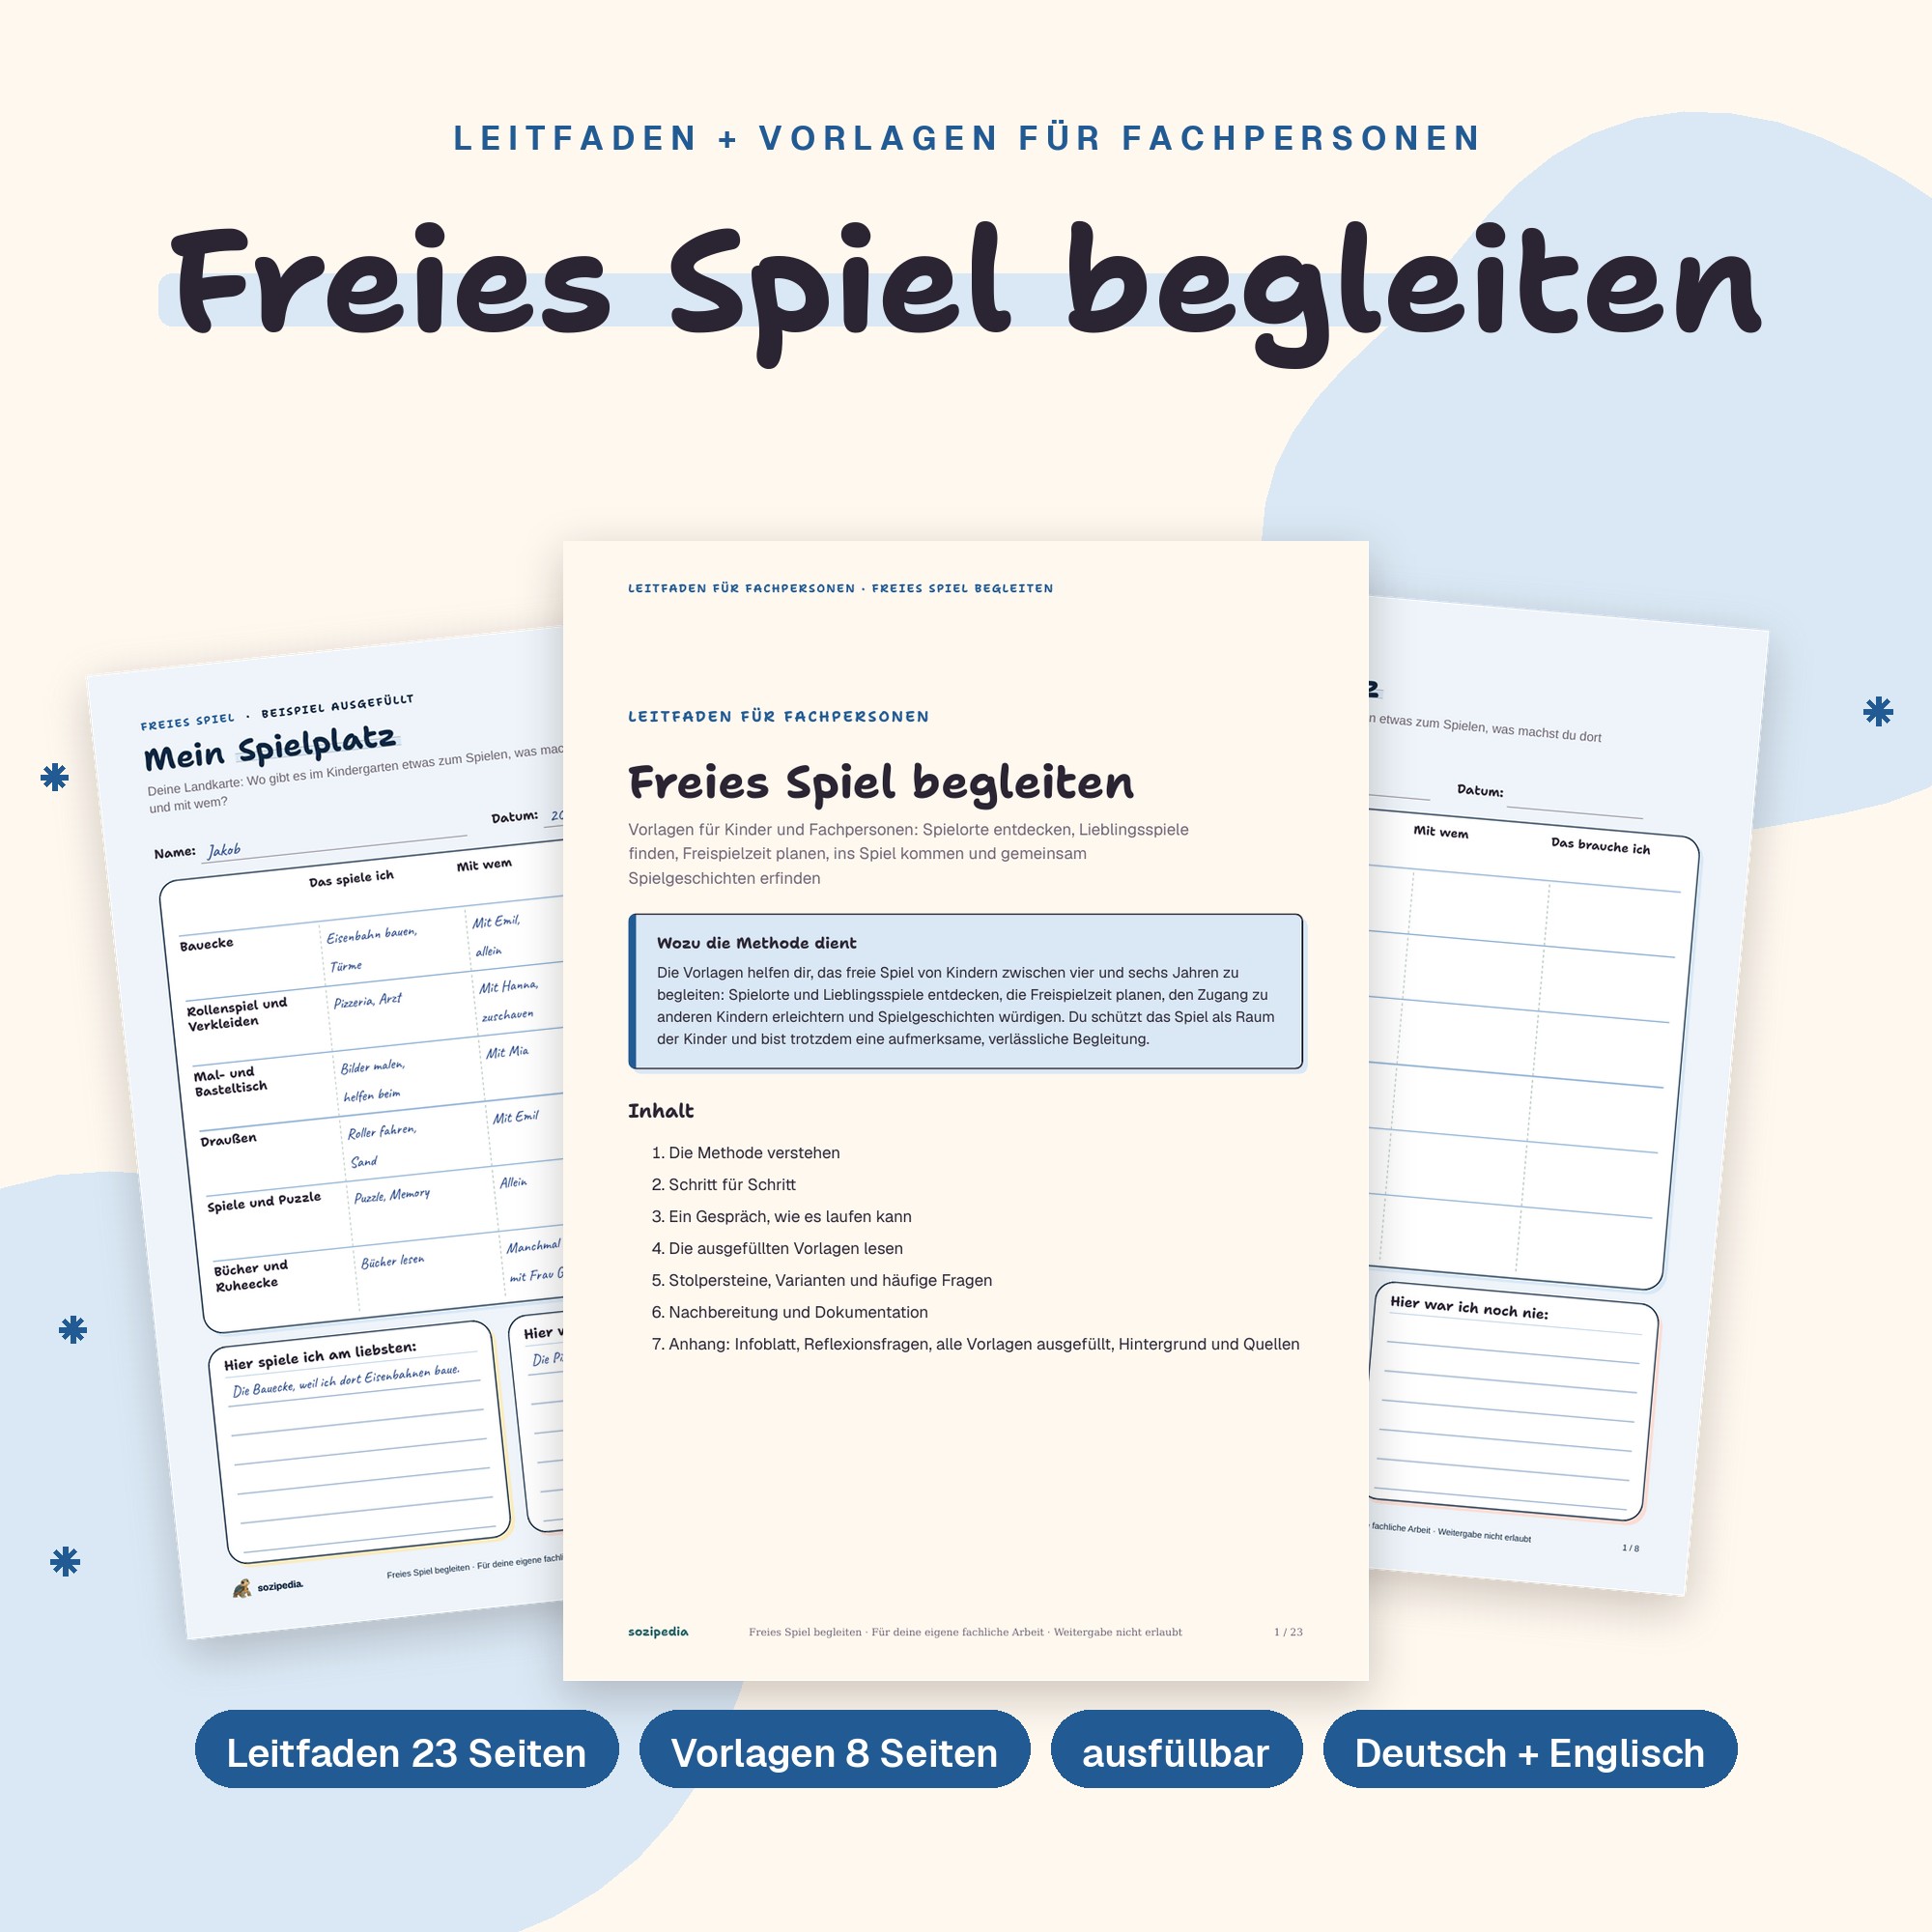 LEITFADEN + VORLAGEN FÜR FACHPERSONEN
Freies Spiel begleiten
FREIES SPIEL · BEISPIEL AUSGEFÜLLT
Mein Spielplatz
Deine Landkarte: Wo gibt es im Kindergarten etwas zum Spielen, was
und mit wem?
Name: Jakob
Datum:
Das spiele ich
Mit wem
Bauecke
Eisenbahn bauen,
Türme
Mit Emil,
allein
Rollenspiel und
Verkleiden
Pizzeria, Arzt
Mit Hanna,
zuschauen
Mal- und
Basteltisch
Bilder malen,
helfen beim
Mit Mia
Draußen
Roller fahren,
Sand
Mit Emil
Spiele und Puzzle
Puzzle, Memory
Allein
Bücher und
Ruheecke
Bücher lesen
Manchmal
mit Frau
Hier spiele ich am liebsten:
Die Bauecke, weil ich dort Eisenbahnen baue.
Hier
Die
sozipedia.
Freies Spiel begleiten · Für deine eigene
LEITFADEN FÜR FACHPERSONEN · FREIES SPIEL BEGLEITEN
LEITFADEN FÜR FACHPERSONEN
Freies Spiel begleiten
Vorlagen für Kinder und Fachpersonen: Spielorte entdecken, Lieblingsspiele
finden, Freispielzeit planen, ins Spiel kommen und gemeinsam
Spielgeschichten erfinden
Wozu die Methode dient
Die Vorlagen helfen dir, das freie Spiel von Kindern zwischen vier und sechs Jahren zu
begleiten: Spielorte und Lieblingsspiele entdecken, die Freispielzeit planen, den Zugang zu
anderen Kindern erleichtern und Spielgeschichten würdigen. Du schützt das Spiel als Raum
der Kinder und bist trotzdem eine aufmerksame, verlässliche Begleitung.
Inhalt
1. Die Methode verstehen
2. Schritt für Schritt
3. Ein Gespräch, wie es laufen kann
4. Die ausgefüllten Vorlagen lesen
5. Stolpersteine, Varianten und häufige Fragen
6. Nachbereitung und Dokumentation
7. Anhang: Infoblatt, Reflexionsfragen, alle Vorlagen ausgefüllt, Hintergrund und Quellen
sozipedia
Freies Spiel begleiten · Für deine eigene fachliche Arbeit · Weitergabe nicht erlaubt
1 / 23
etwas zum Spielen, was machst du dort
Datum:
Mit wem
Das brauche ich
Hier war ich noch nie:
fachliche Arbeit · Weitergabe nicht erlaubt
1 / 8
Leitfaden 23 Seiten
Vorlagen 8 Seiten
ausfüllbar
Deutsch + Englisch